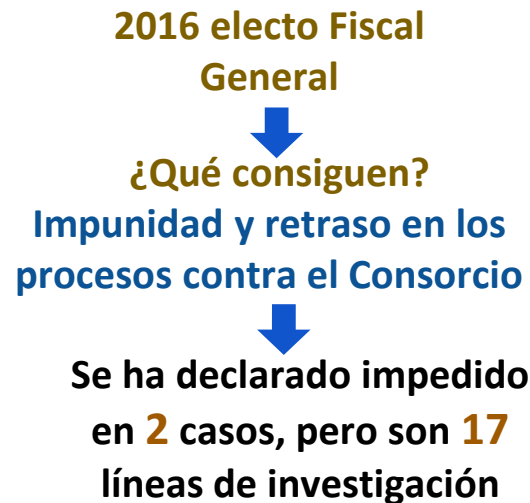 2016 electo Fiscal
General
¿Qué consiguen?
Impunidad y retraso en los
procesos contra el Consorcio
Se ha declarado impedido
en 2 casos, pero son 17
líneas de investigación